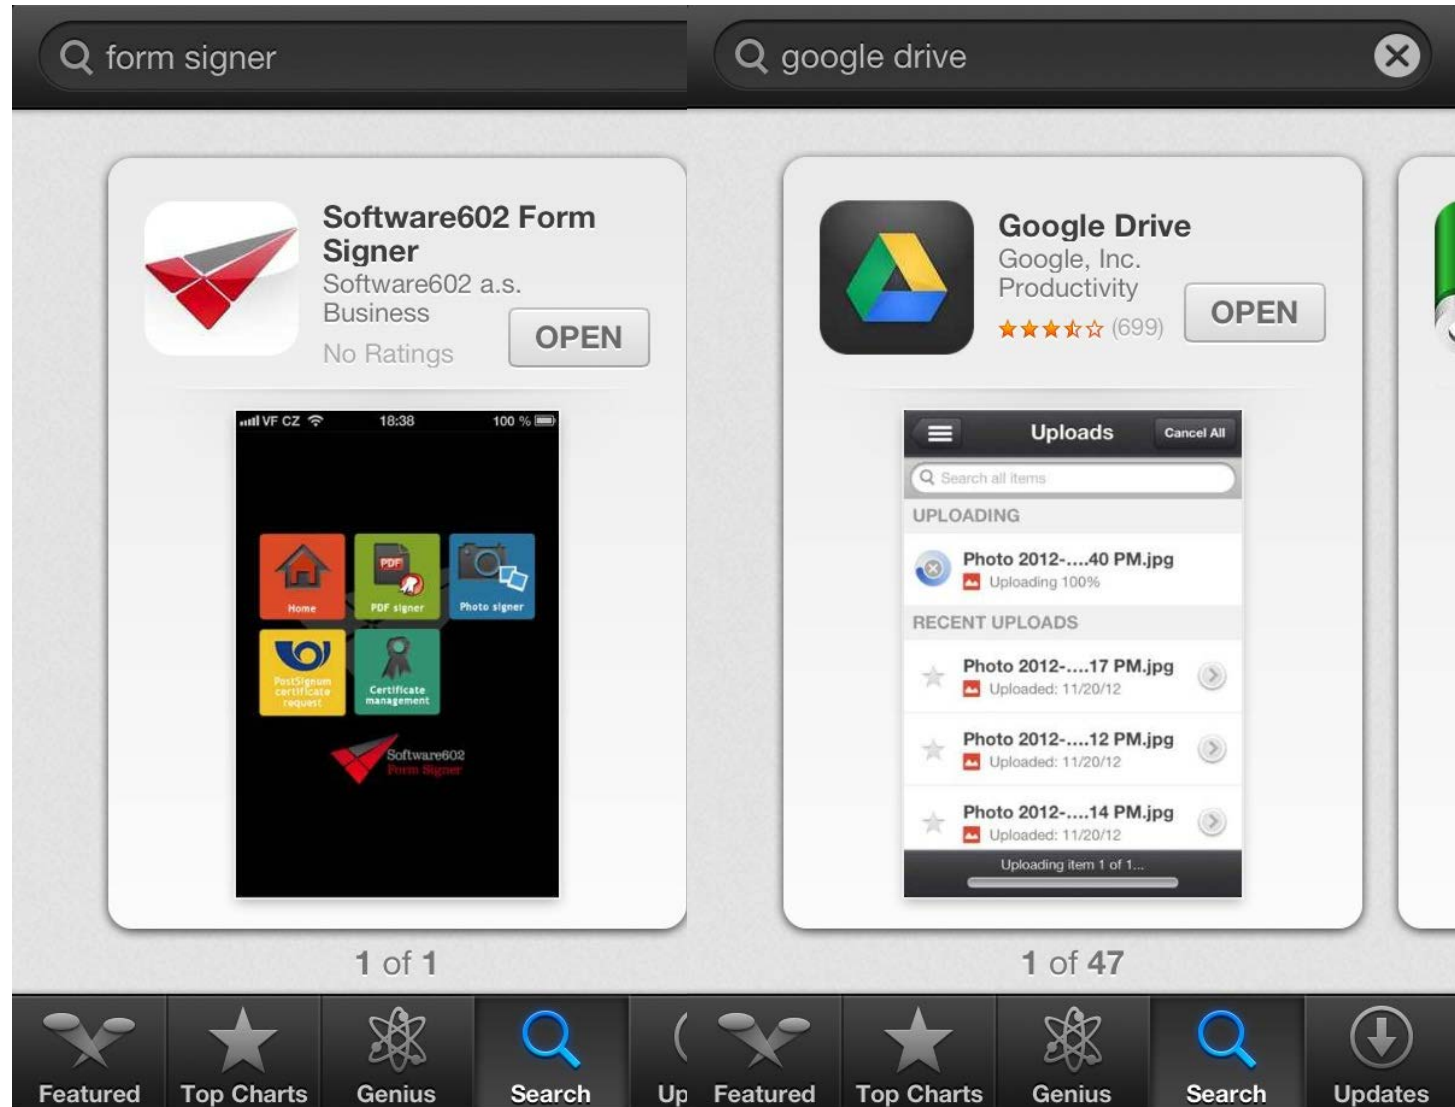 form signer
Software602 Form
Signer
Software602 a.s.
Business
No Ratings
OPEN
VF CZ
18:38
100 %
Home
PDF
PDF signer
Photo signer
PostSignum
certificate
request
Certificate
management
Software602
Form Signer
1 of 1
Featured
Top Charts
Genius
Search
Up
google drive
Google Drive
Google, Inc.
Productivity
(699)
OPEN
Uploads
Cancel All
Search all items
UPLOADING
Photo 2012-....40 PM.jpg
Uploading 100%
RECENT UPLOADS
Photo 2012-....17 PM.jpg
Uploaded: 11/20/12
Photo 2012-....12 PM.jpg
Uploaded: 11/20/12
Photo 2012-....14 PM.jpg
Uploaded: 11/20/12
Uploading item 1 of 1...
1 of 47
Featured
Top Charts
Genius
Search
Updates